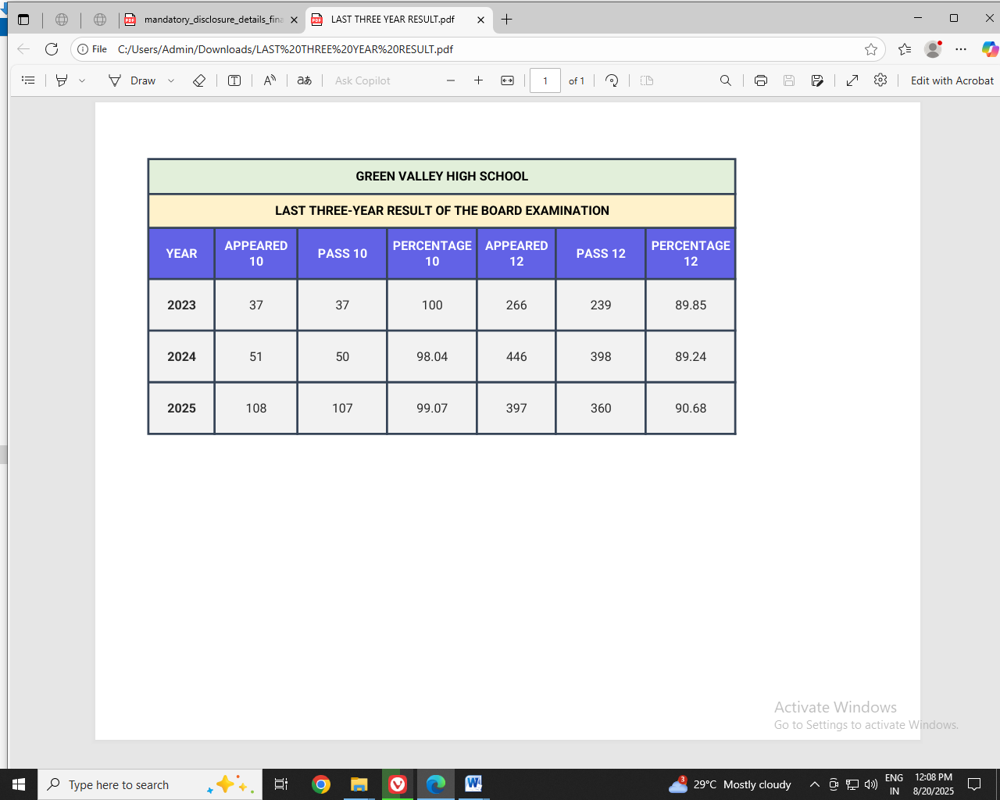 mandatory_disclosure_details_fina
LAST THREE YEAR RESULT.pdf
File C:/Users/Admin/Downloads/LAST%20THREE%20YEAR%20RESULT.pdf
Draw aあ Ask Copilot 1 of 1 Edit with Acrobat
GREEN VALLEY HIGH SCHOOL
LAST THREE-YEAR RESULT OF THE BOARD EXAMINATION
YEAR APPEARED 10 PASS 10 PERCENTAGE 10 APPEARED 12 PASS 12 PERCENTAGE 12
2023 37 37 100 266 239 89.85
2024 51 50 98.04 446 398 89.24
2025 108 107 99.07 397 360 90.68
Activate Windows
Go to Settings to activate Windows.
Type here to search 3 29°C Mostly cloudy ENG 12:08 PM
IN 8/20/2025